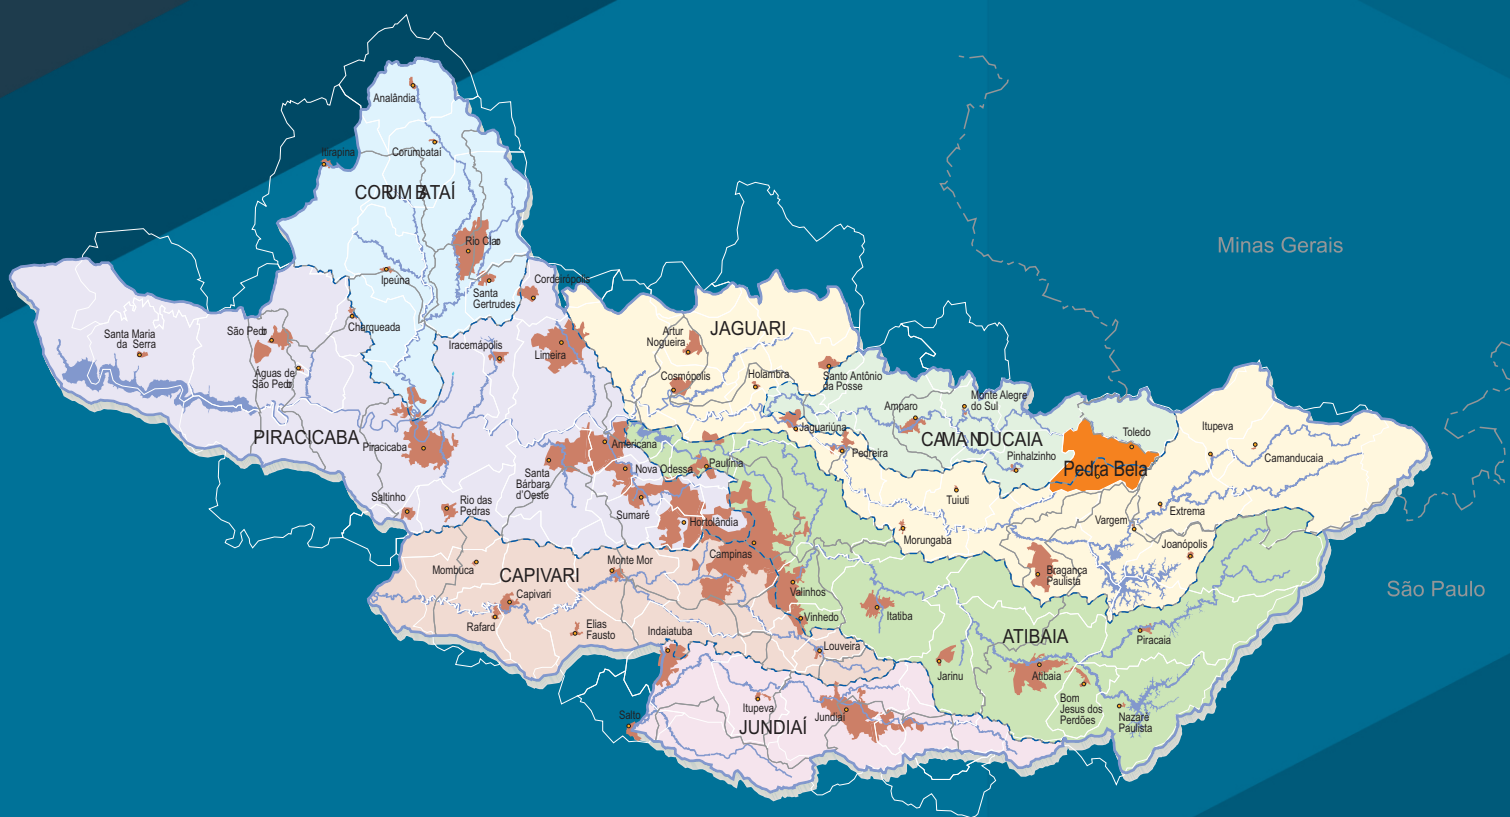 Analândia
Corumbataí
Itirapina
CORUMBATAÍ
Rio Claro
Minas Gerais
Ipeúna
Santa
Gertrudes
Cordeirópolis
Charqueada
São Pedro
Santa Maria
da Serra
Águas de
São Pedro
Iracemápolis
Limeira
Artur
Nogueira
JAGUARI
Cosmópolis
Holambra
Santo Antônio
da Posse
Monte Alegre
do Sul
Amparo
CAMANDUCAIA
Pinhalzinho
Toledo
Pedra Bela
Itupeva
Camanducaia
PIRACICABA
Piracicaba
Americana
Jaguariúna
Pedreira
Santa
Bárbara
d'Oeste
Nova Odessa
Paulínia
Saltinho
Rio das
Pedras
Sumaré
Hortolândia
Tuiuti
Vargem
Extrema
Morungaba
Joanópolis
Campinas
Mombuca
CAPIVARI
Monte Mor
Bragança
Paulista
São Paulo
Capivari
Rafard
Elias
Fausto
Valinhos
Vinhedo
Itatiba
Indaiatuba
Louveira
ATIBAIA
Piracaia
Jarinu
Atibaia
Bom
Jesus dos
Perdões
Nazaré
Paulista
Salto
Itupeva
Jundiaí
JUNDIAÍ